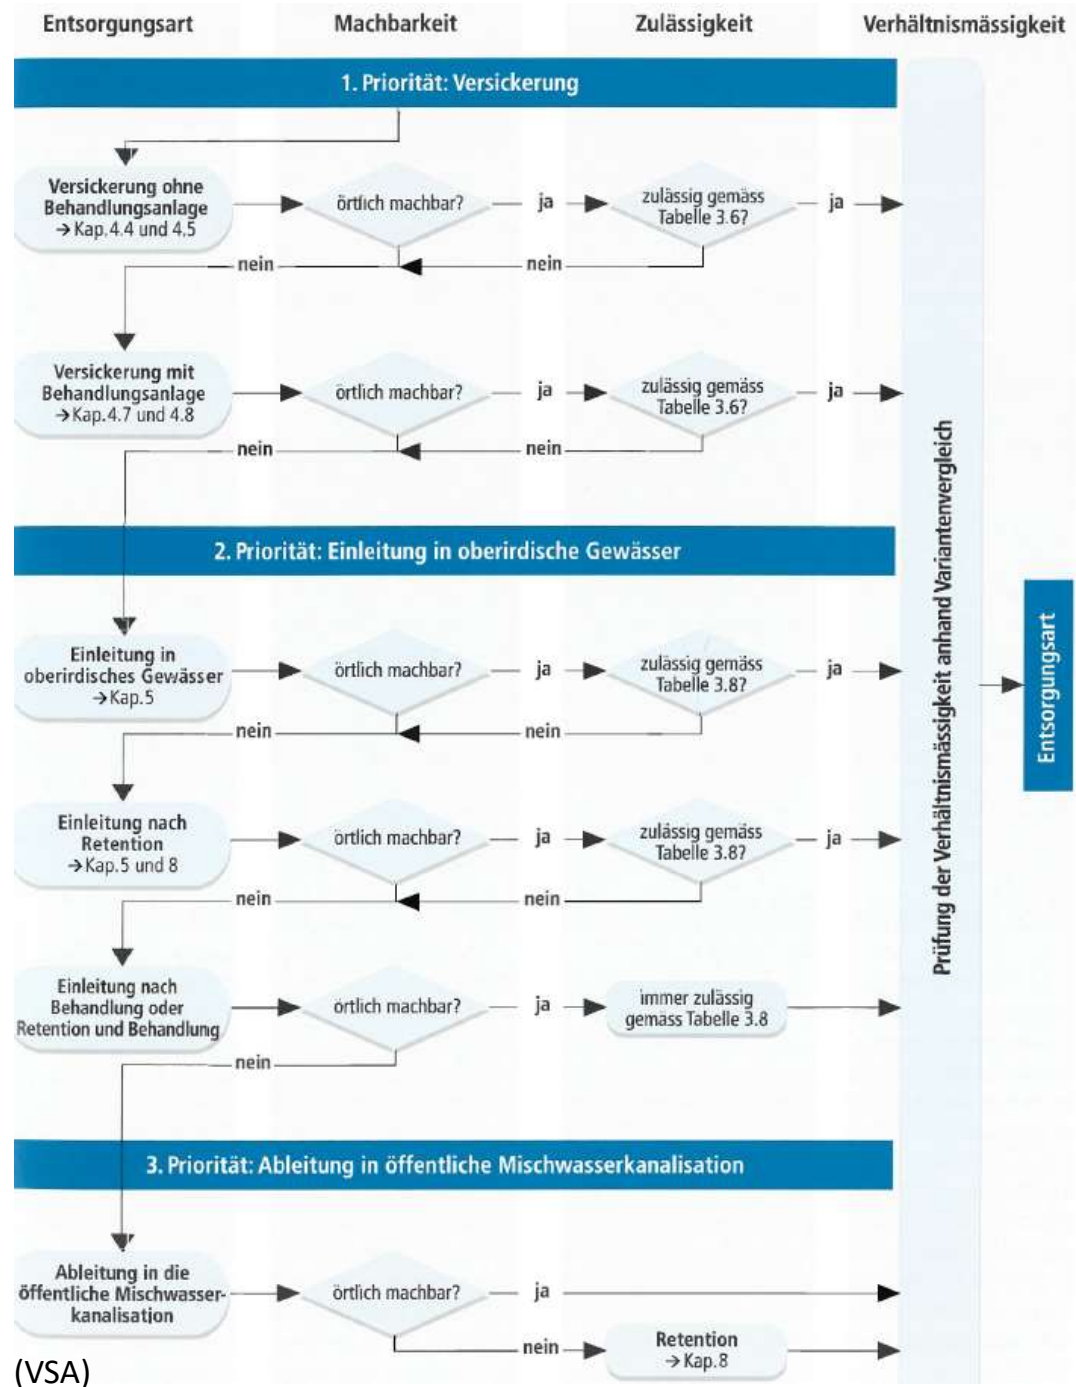 Entsorgungsart
Machbarkeit
Zulässigkeit
Verhältnismässigkeit
1. Priorität: Versickerung
Versickerung ohne
Behandlungsanlage
→ Kap. 4.4 und 4.5
örtlich machbar?
ja
zulässig gemäss
Tabelle 3.6?
ja
nein
nein
Versickerung mit
Behandlungsanlage
→ Kap. 4.7 und 4.8
örtlich machbar?
ja
zulässig gemäss
Tabelle 3.6?
ja
nein
nein
2. Priorität: Einleitung in oberirdische Gewässer
Einleitung in
oberirdisches Gewässer
→ Kap. 5
örtlich machbar?
ja
zulässig gemäss
Tabelle 3.8?
ja
nein
nein
Einleitung nach
Retention
→ Kap. 5 und 8
örtlich machbar?
ja
zulässig gemäss
Tabelle 3.8?
ja
nein
nein
Einleitung nach
Behandlung oder
Retention und Behandlung
örtlich machbar?
ja
immer zulässig
gemäss Tabelle 3.8
nein
3. Priorität: Ableitung in öffentliche Mischwasserkanalisation
Ableitung in die
öffentliche Mischwasser-
kanalisation
örtlich machbar?
ja
nein
Retention
→ Kap. 8
Prüfung der Verhältnismässigkeit anhand Variantenvergleich
Entsorgungsart
(VSA)